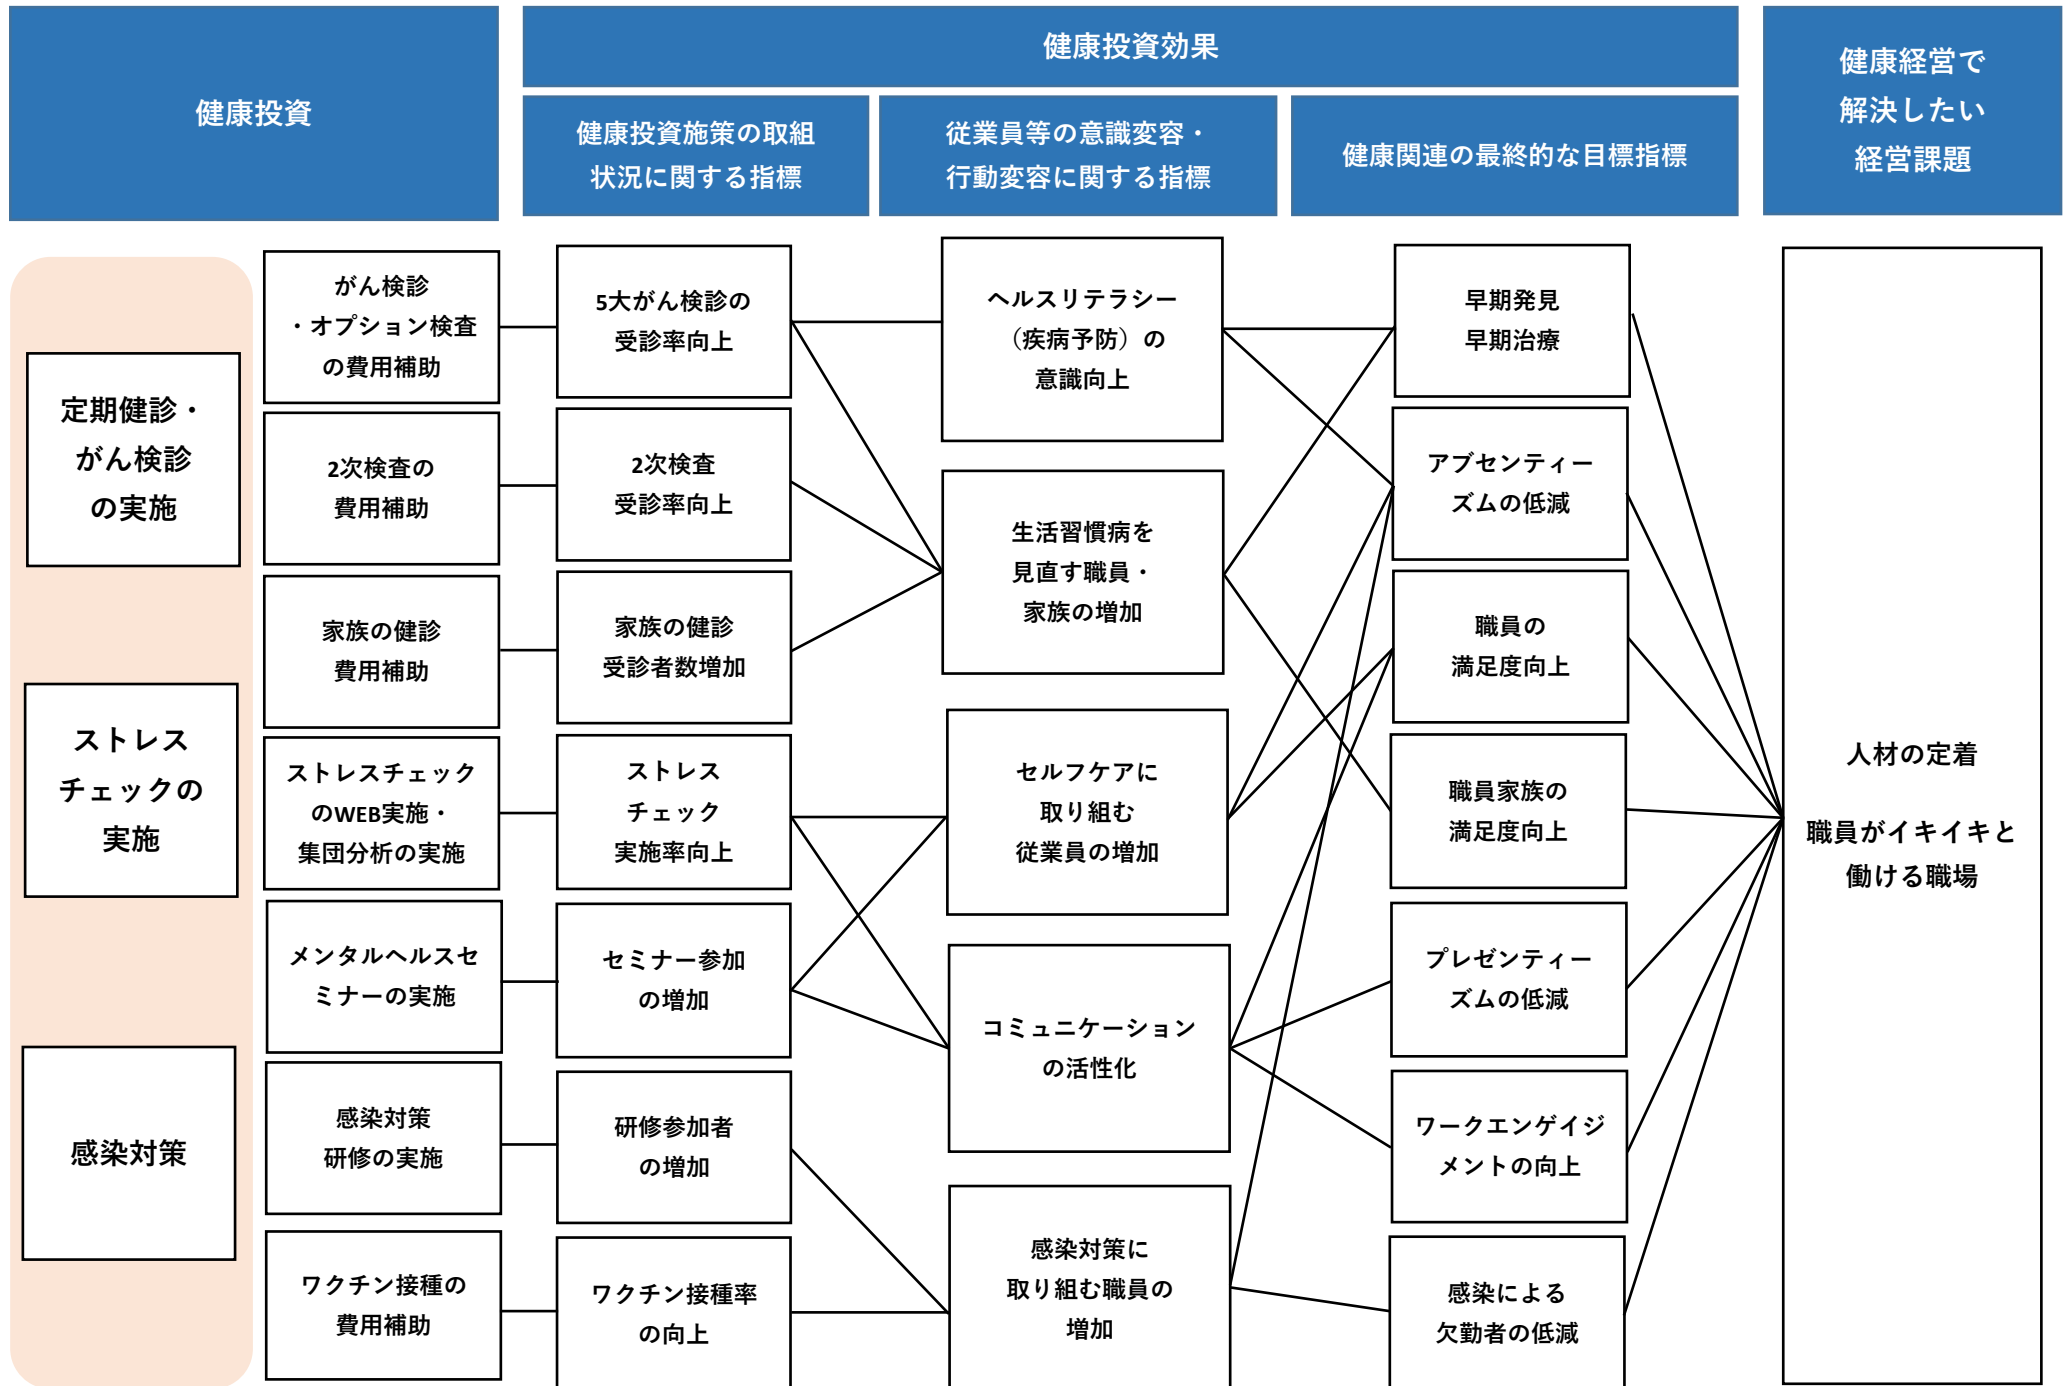 健康投資
健康投資効果
健康経営で
解決したい
経営課題
健康投資施策の取組
状況に関する指標
従業員等の意識変容・
行動変容に関する指標
健康関連の最終的な目標指標
定期健診・
がん検診
の実施
ストレス
チェックの
実施
感染対策
がん検診
・オプション検査
の費用補助
2次検査の
費用補助
家族の健診
費用補助
ストレスチェック
のWEB実施・
集団分析の実施
メンタルヘルスセ
ミナーの実施
感染対策
研修の実施
ワクチン接種の
費用補助
5大がん検診の
受診率向上
2次検査
受診率向上
家族の健診
受診者数増加
ストレス
チェック
実施率向上
セミナー参加
の増加
研修参加者
の増加
ワクチン接種率
の向上
ヘルスリテラシー
（疾病予防）の
意識向上
生活習慣病を
見直す職員・
家族の増加
セルフケアに
取り組む
従業員の増加
コミュニケーション
の活性化
感染対策に
取り組む職員の
増加
早期発見
早期治療
アブセンティー
ズムの低減
職員の
満足度向上
職員家族の
満足度向上
プレゼンティー
ズムの低減
ワークエンゲイジ
メントの向上
感染による
欠勤者の低減
人材の定着
職員がイキイキと
働ける職場